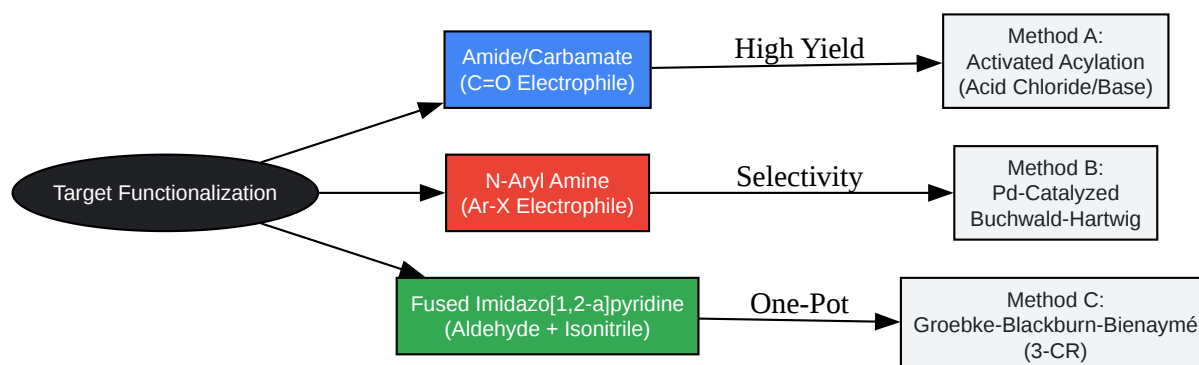 Target Functionalization
Amide/Carbamate
(C=O Electrophile)
High Yield
Method A:
Activated Acylation
(Acid Chloride/Base)
N-Aryl Amine
(Ar-X Electrophile)
Selectivity
Method B:
Pd-Catalyzed
Buchwald-Hartwig
Fused Imidazo[1,2-a]pyridine
(Aldehyde + Isonitrile)
One-Pot
Method C:
Groebke-Blackburn-Bienaymé
(3-CR)